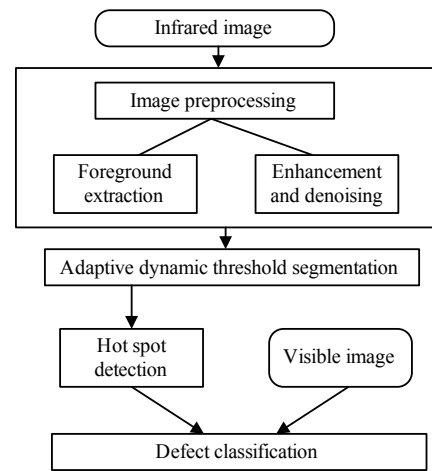 Infrared image
Image preprocessing
Foreground
extraction
Enhancement
and denoising
Adaptive dynamic threshold segmentation
Hot spot
detection
Visible image
Defect classification